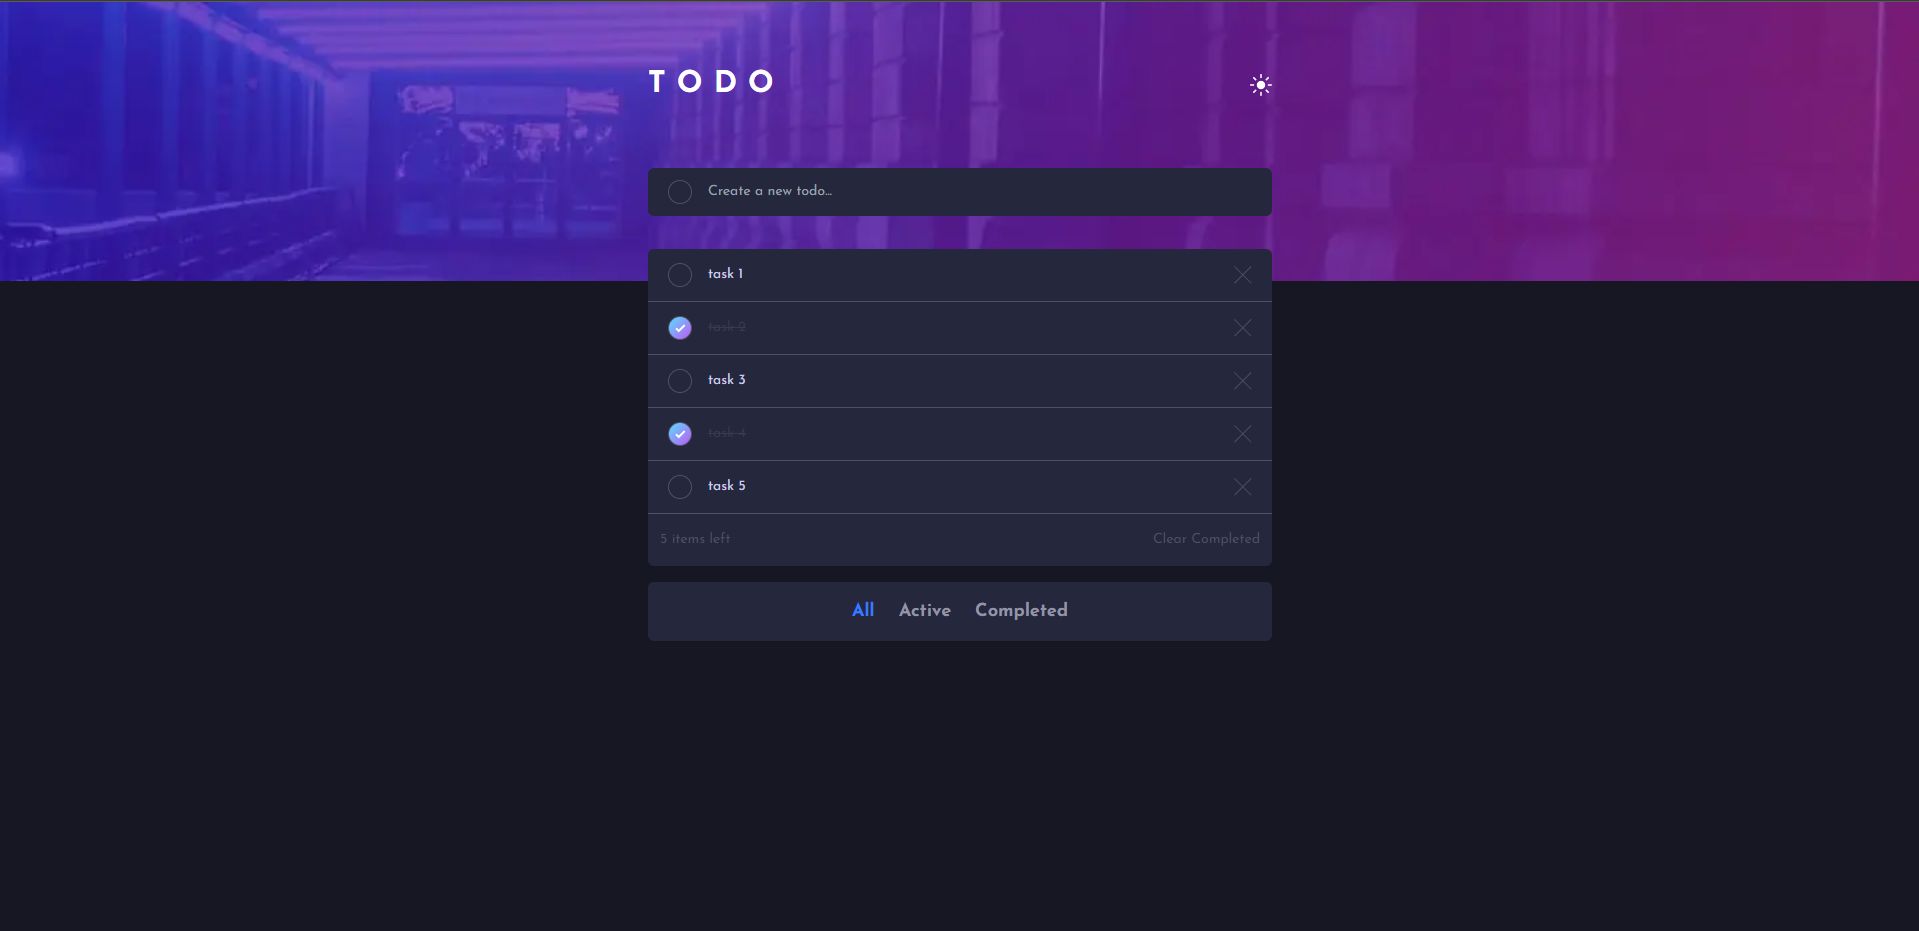 TODO
Create a new todo...
task 1
task 2
task 3
task 4
task 5
5 items left Clear Completed
All Active Completed